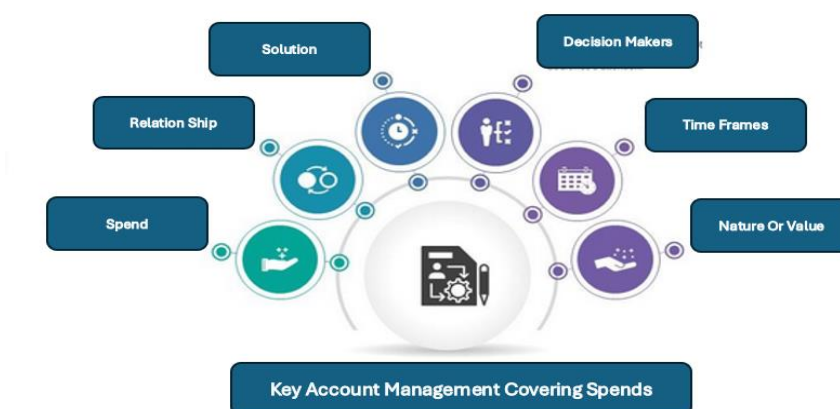 Solution
Decision Makers
Relation Ship
Time Frames
Spend
Nature Or Value
Key Account Management Covering Spends